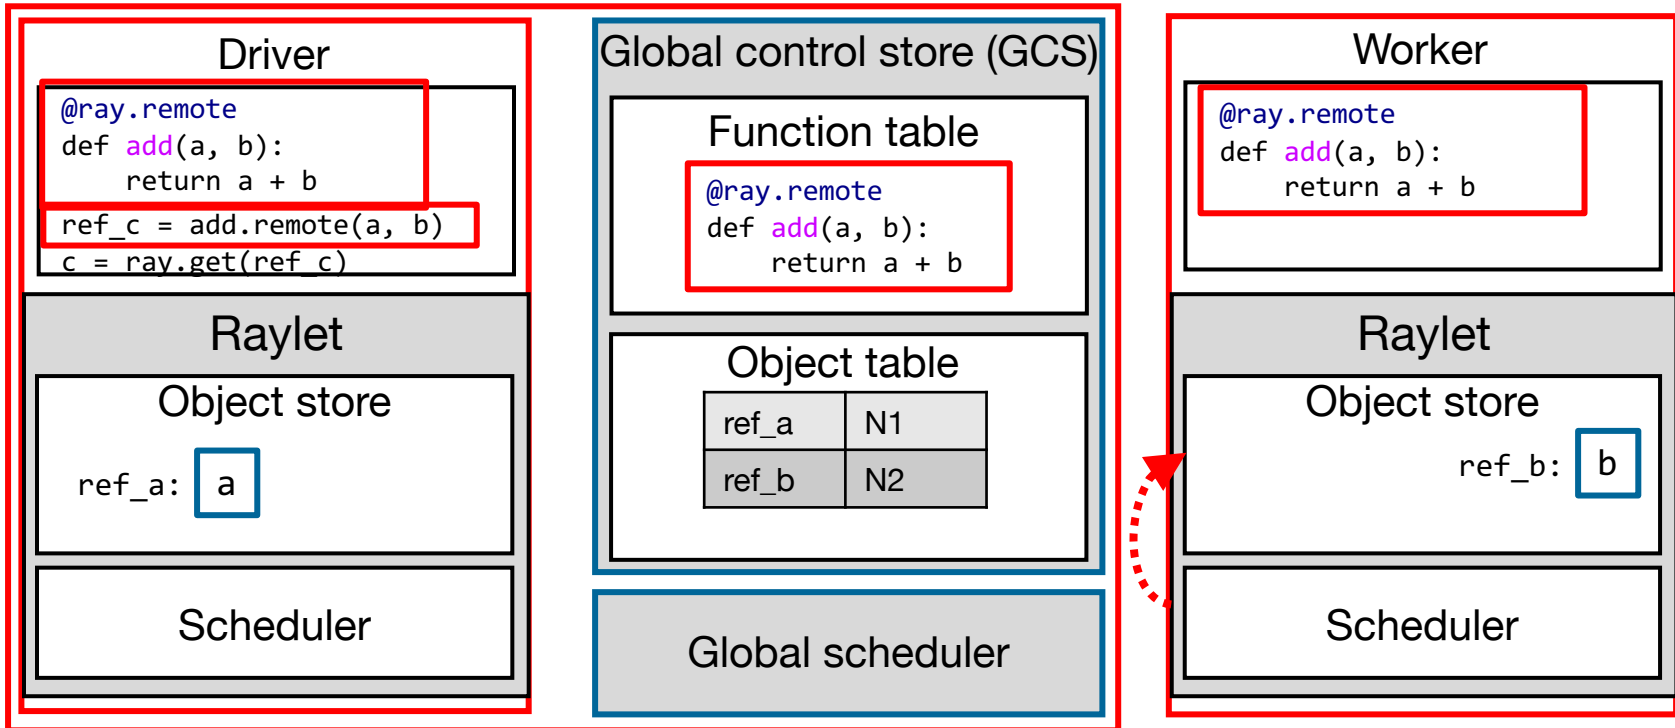 Driver
@ray.remote
def add(a, b):
    return a + b
ref_c = add.remote(a, b)
c = ray.get(ref_c)
Raylet
Object store
ref_a: a
Scheduler
Global control store (GCS)
Function table
@ray.remote
def add(a, b):
    return a + b
Object table
ref_a N1
ref_b N2
Global scheduler
Worker
@ray.remote
def add(a, b):
    return a + b
Raylet
Object store
ref_b: b
Scheduler